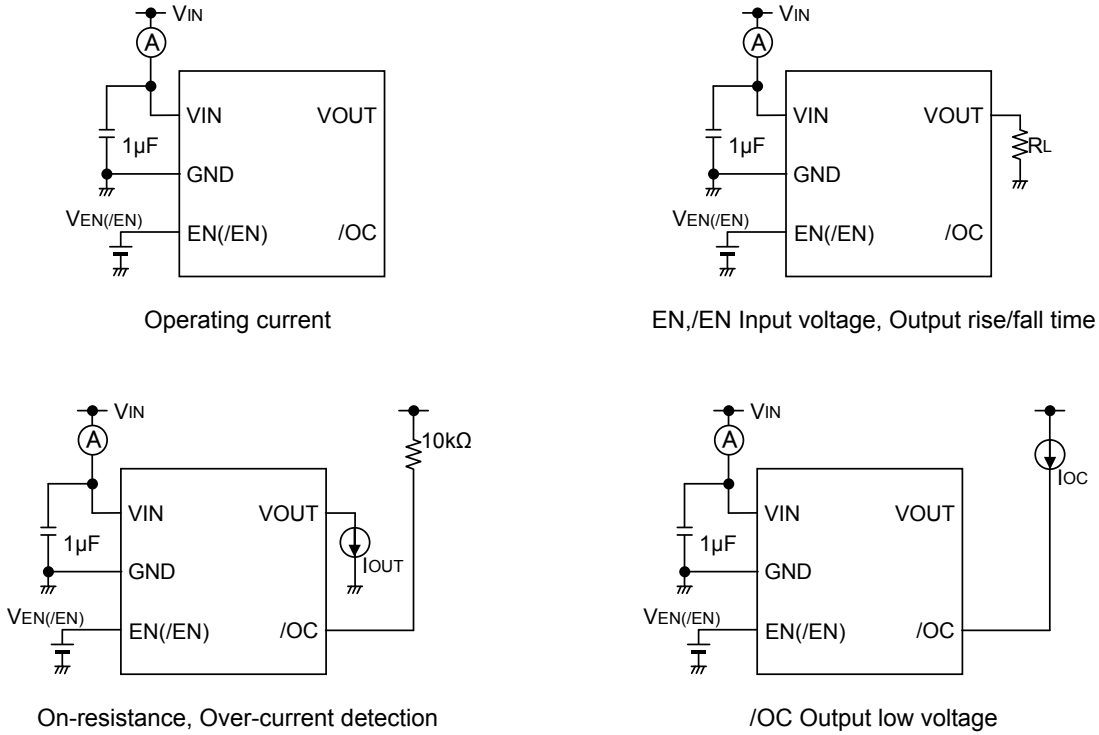 VIN
A
VIN
VOUT
1µF
GND
VEN(/EN)
EN(/EN)
/OC
Operating current
VIN
A
VIN
VOUT
1µF
RL
GND
VEN(/EN)
EN(/EN)
/OC
EN,/EN Input voltage, Output rise/fall time
VIN
A
10kΩ
VIN
VOUT
1µF
IOUT
GND
VEN(/EN)
EN(/EN)
/OC
On-resistance, Over-current detection
VIN
A
IOC
VIN
VOUT
1µF
GND
VEN(/EN)
EN(/EN)
/OC
/OC Output low voltage